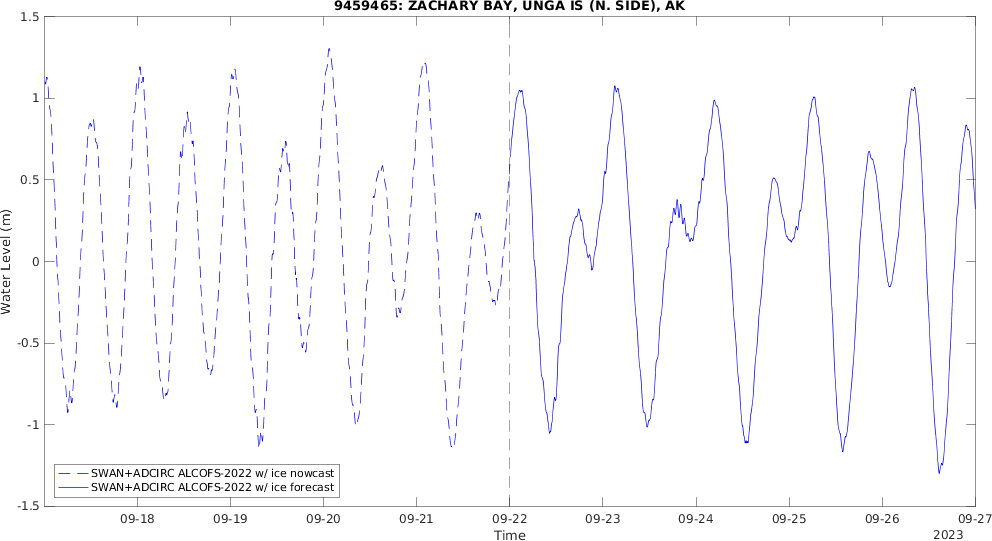 9459465: ZACHARY BAY, UNGA IS (N. SIDE), AK
1.5
1
0.5
0
-0.5
-1
-1.5
Water Level (m)
SWAN+ADCIRC ALCOFS-2022 w/ ice nowcast
SWAN+ADCIRC ALCOFS-2022 w/ ice forecast
09-18 09-19 09-20 09-21 09-22 09-23 09-24 09-25 09-26 09-27
Time
2023